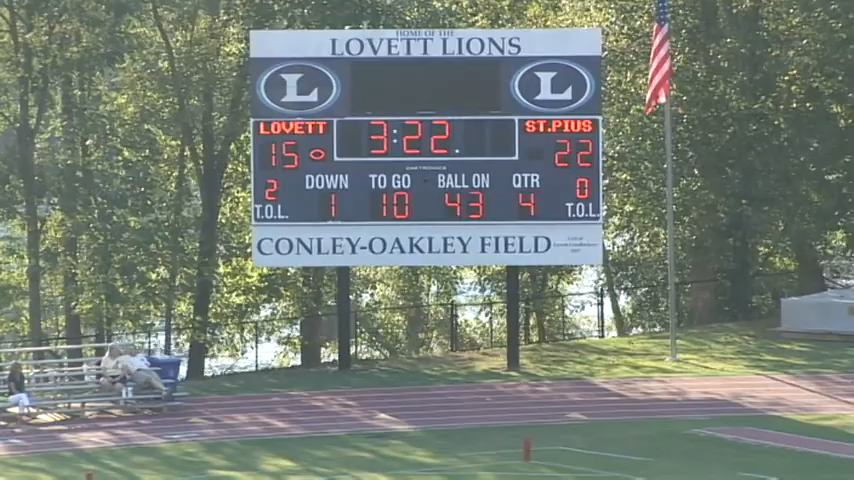 HOME OF THE
LOVETT LIONS
L L
LOVETT 3:22. ST.PIUS
15 22
DOWN TO GO BALL ON QTR
2 1 10 43 4 0
T.O.L. T.O.L.
CONLEY-OAKLEY FIELD